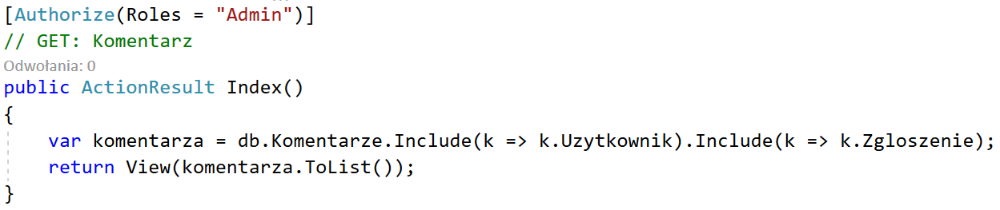 [Authorize(Roles = "Admin")]
// GET: Komentarz
Odwołania: 0
public ActionResult Index()
{
    var komentarza = db.Komentarze.Include(k => k.Uzytkownik).Include(k => k.Zgloszenie);
    return View(komentarza.ToList());
}